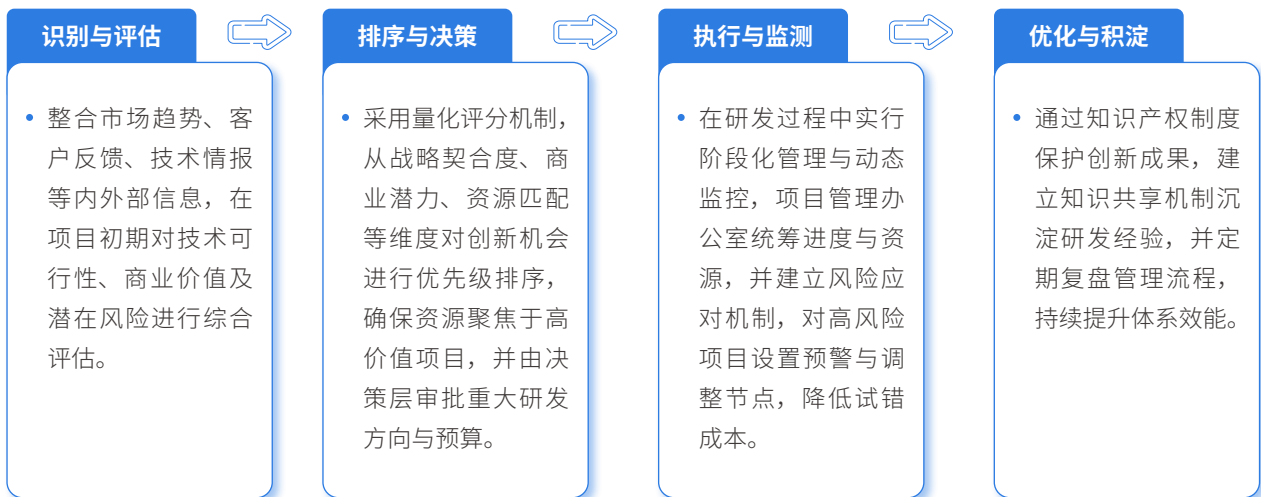 识别与评估
整合市场趋势、客
户反馈、技术情报
等内外部信息，在
项目初期对技术可
行性、商业价值及
潜在风险进行综合
评估。
排序与决策
采用量化评分机制，
从战略契合度、商
业潜力、资源匹配
等维度对创新机会
进行优先级排序，
确保资源聚焦于高
价值项目，并由决
策层审批重大研发
方向与预算。
执行与监测
在研发过程中实行
阶段化管理与动态
监控，项目管理办
公室统筹进度与资
源，并建立风险应
对机制，对高风险
项目设置预警与调
整节点，降低试错
成本。
优化与积淀
通过知识产权制度
保护创新成果，建
立知识共享机制沉
淀研发经验，并定
期复盘管理流程，
持续提升体系效能。